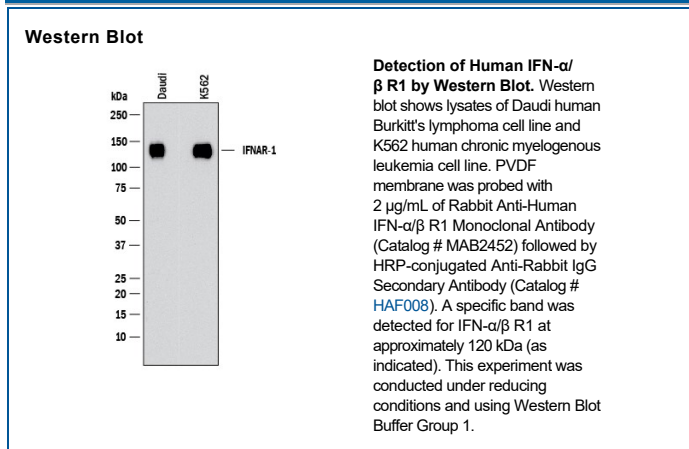 Western Blot
Daudi
K562
kDa
250
150
IFNAR-1
100
75
50
37
25
20
15
10
Detection of Human IFN-α/
β R1 by Western Blot. Western
blot shows lysates of Daudi human
Burkitt's lymphoma cell line and
K562 human chronic myelogenous
leukemia cell line. PVDF
membrane was probed with
2 µg/mL of Rabbit Anti-Human
IFN-α/β R1 Monoclonal Antibody
(Catalog # MAB2452) followed by
HRP-conjugated Anti-Rabbit IgG
Secondary Antibody (Catalog #
HAF008). A specific band was
detected for IFN-α/β R1 at
approximately 120 kDa (as
indicated). This experiment was
conducted under reducing
conditions and using Western Blot
Buffer Group 1.